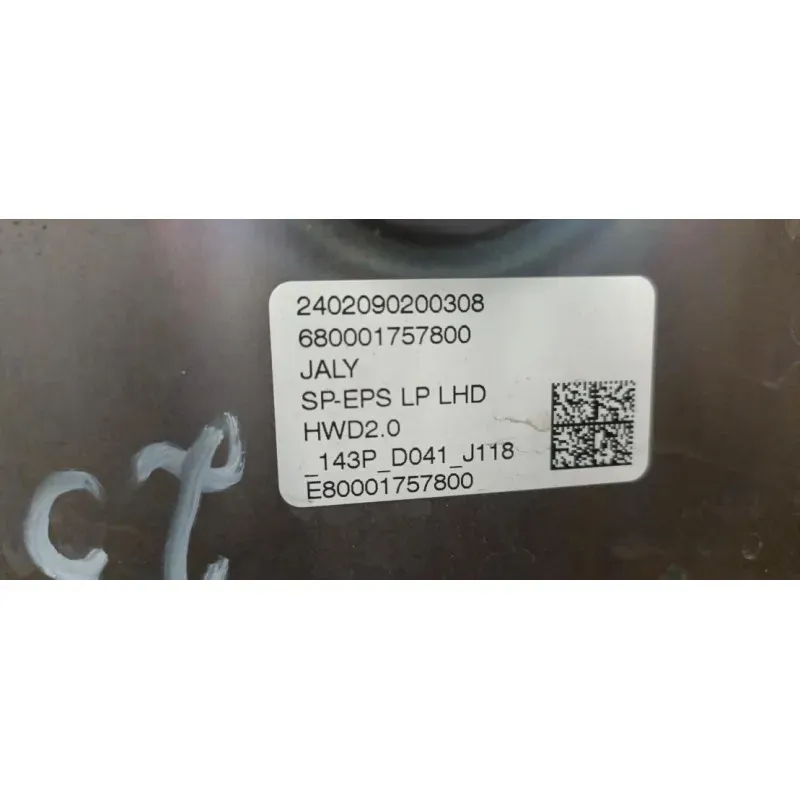 2402090200308
680001757800
JALY
SP-EPS LP LHD
HWD2.0
_143P_D041_J118
E80001757800